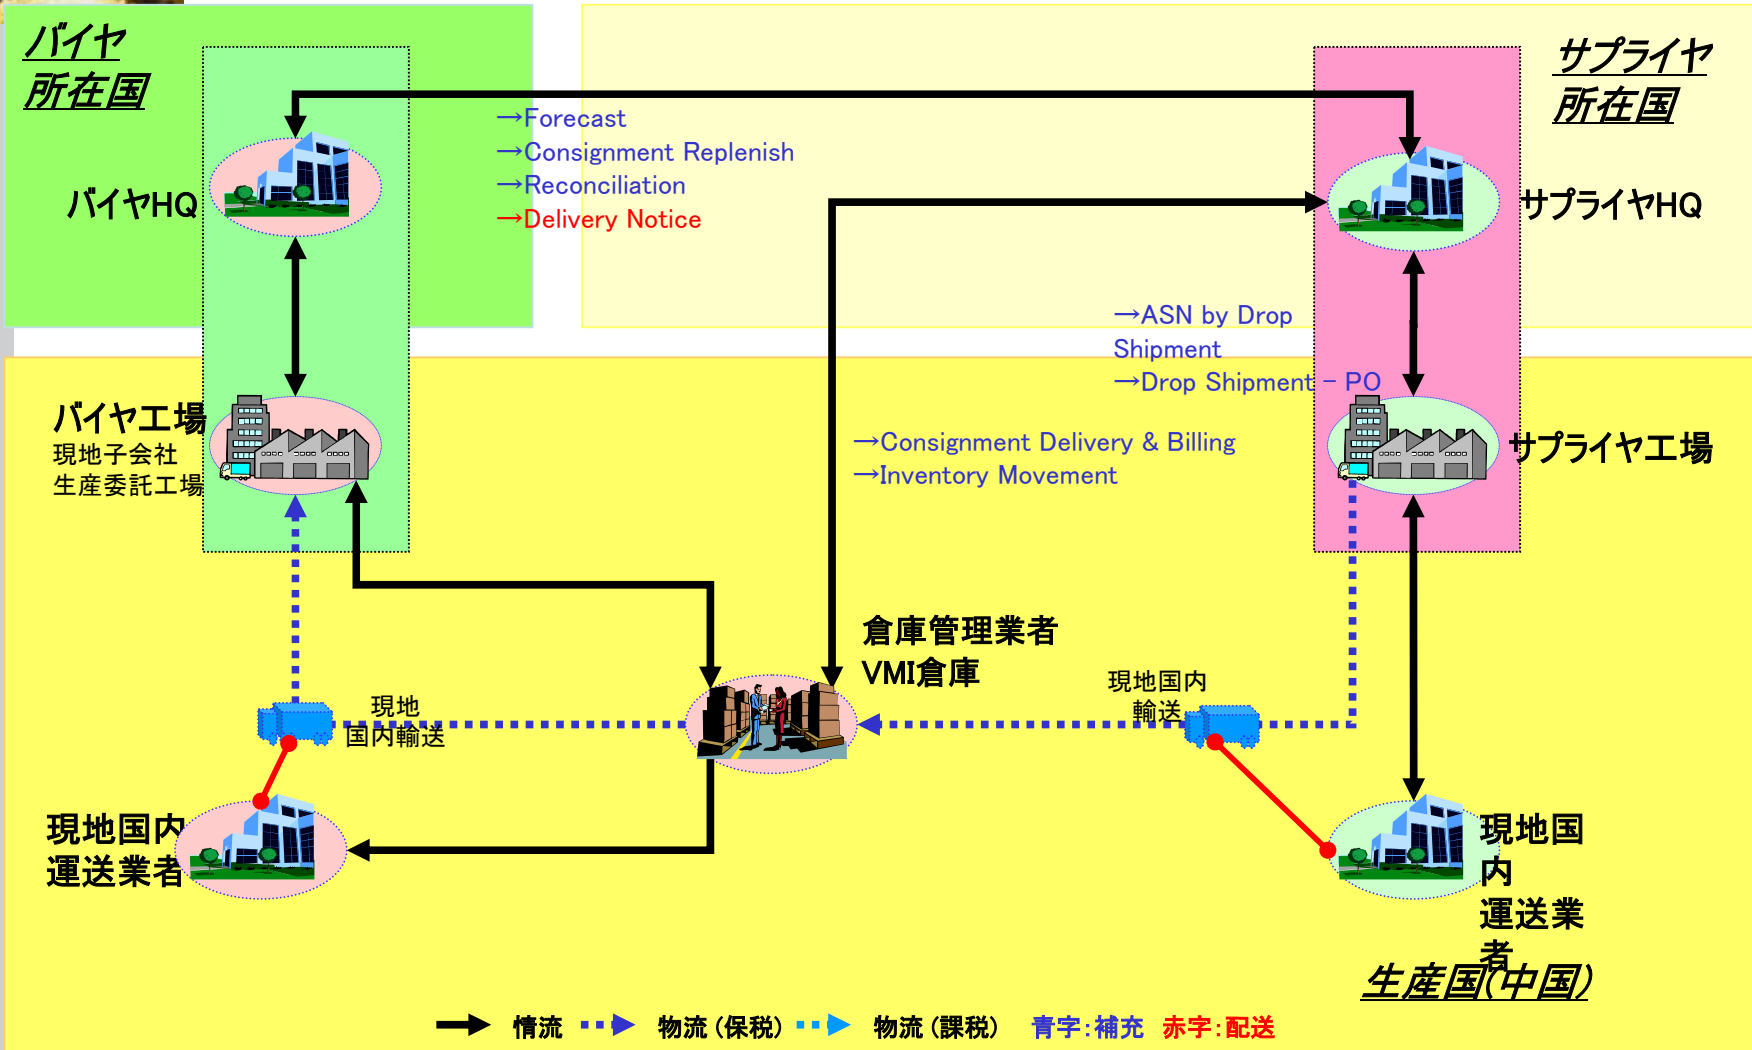 バイヤ
所在国
サプライヤ
所在国
→Forecast
→Consignment Replenish
→Reconciliation
→Delivery Notice
バイヤHQ
サプライヤHQ
→ASN by Drop
Shipment
→Drop Shipment – PO
バイヤ工場
現地子会社
生産委託工場
→Consignment Delivery & Billing
→Inventory Movement
サプライヤ工場
倉庫管理業者
VMI倉庫
現地
国内輸送
現地国内
輸送
現地国内
運送業者
現地国
内
運送業
者
生産国(中国)
情流
物流(保税)
物流(課税)
青字:補充
赤字:配送